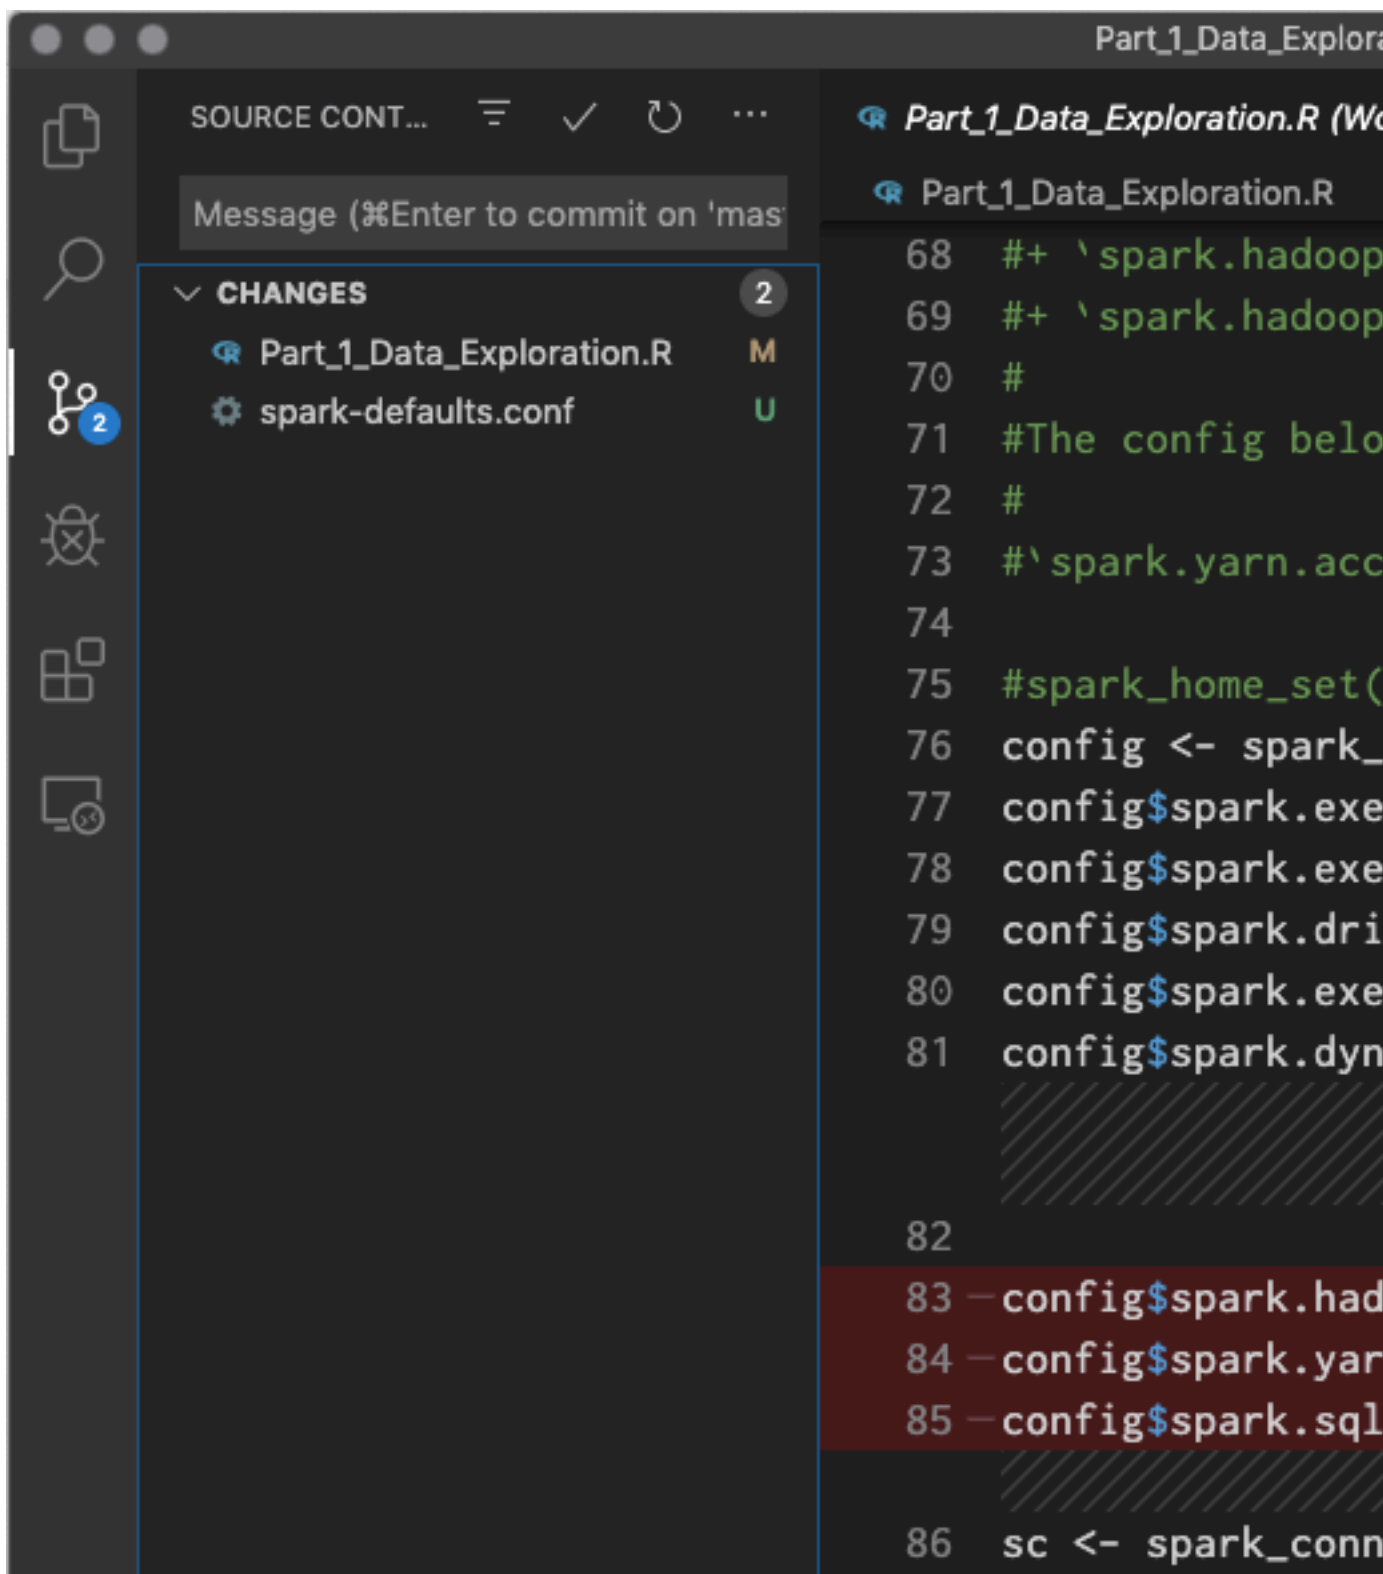 Part_1_Data_Explora
SOURCE CONT...
Message (⌘Enter to commit on 'mas
CHANGES 2
Part_1_Data_Exploration.R M
spark-defaults.conf U
2
Part_1_Data_Exploration.R (Wo
Part_1_Data_Exploration.R
68 #+ `spark.hadoop
69 #+ `spark.hadoop
70 #
71 #The config belo
72 #
73 #`spark.yarn.acc
74
75 #spark_home_set(
76 config <- spark_
77 config$spark.exe
78 config$spark.exe
79 config$spark.dri
80 config$spark.exe
81 config$spark.dyn
82
83 —config$spark.had
84 —config$spark.yar
85 —config$spark.sql
86 sc <- spark_conn